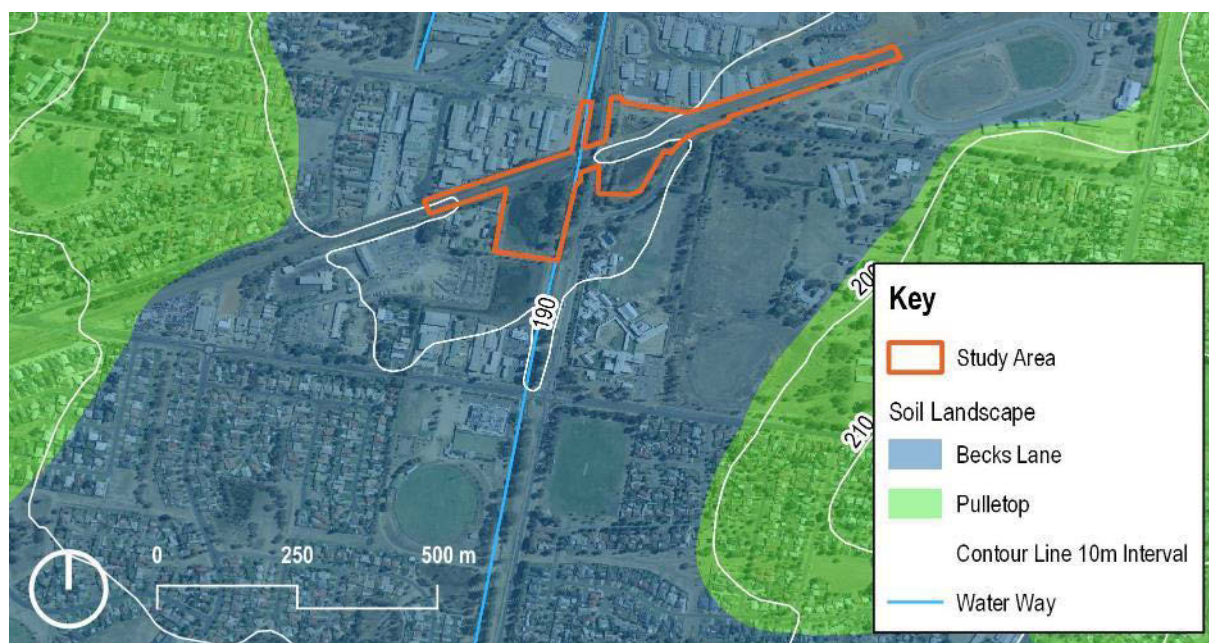 190
200
210
Key
Study Area
Soil Landscape
Becks Lane
Pulletop
Contour Line 10m Interval
Water Way
0 250 500 m